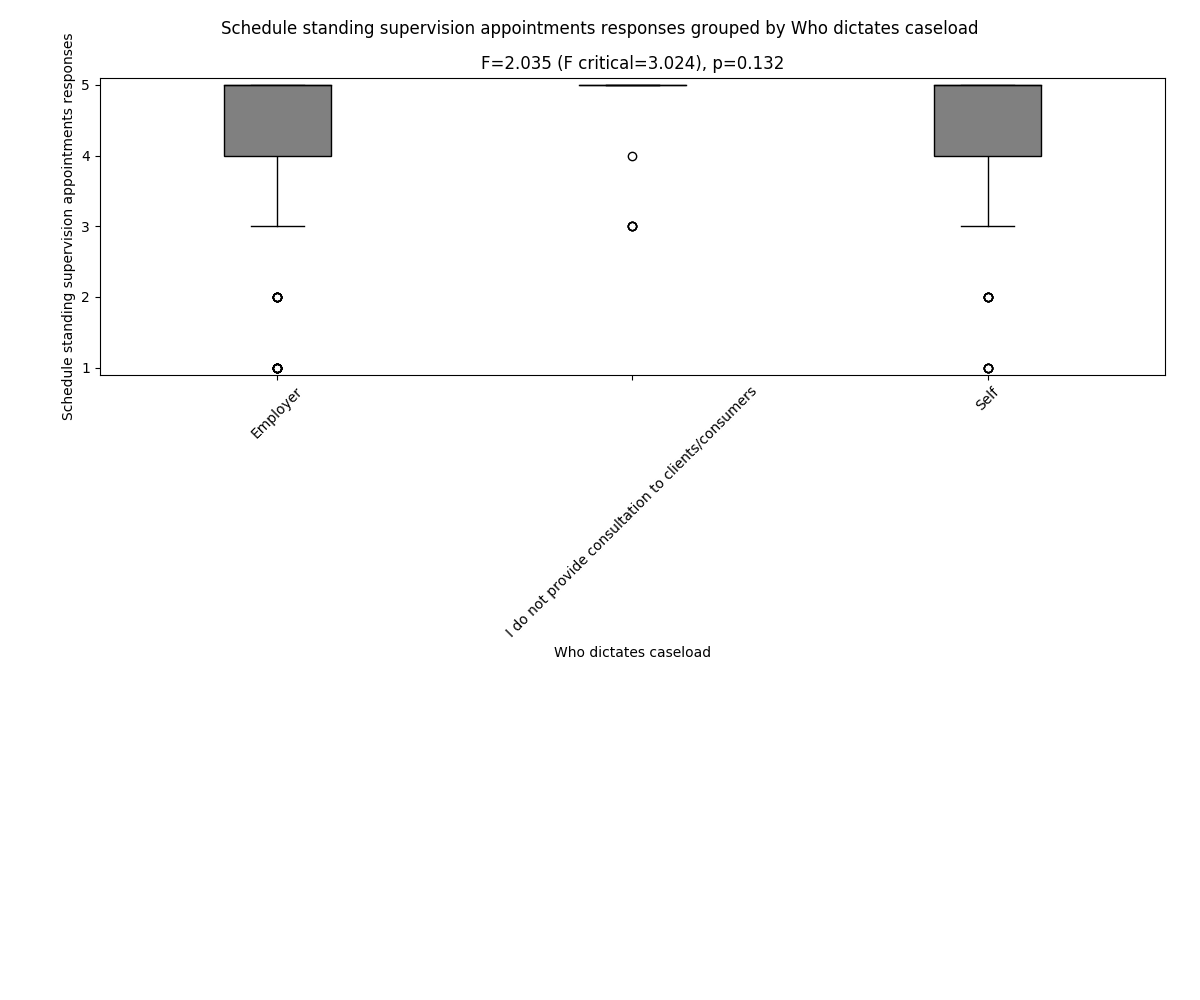 Schedule standing supervision appointments responses grouped by Who dictates caseload
F=2.035 (F critical=3.024), p=0.132
Schedule standing supervision appointments responses
5
4
3
2
1
Employer
I do not provide consultation to clients/consumers
Self
Who dictates caseload